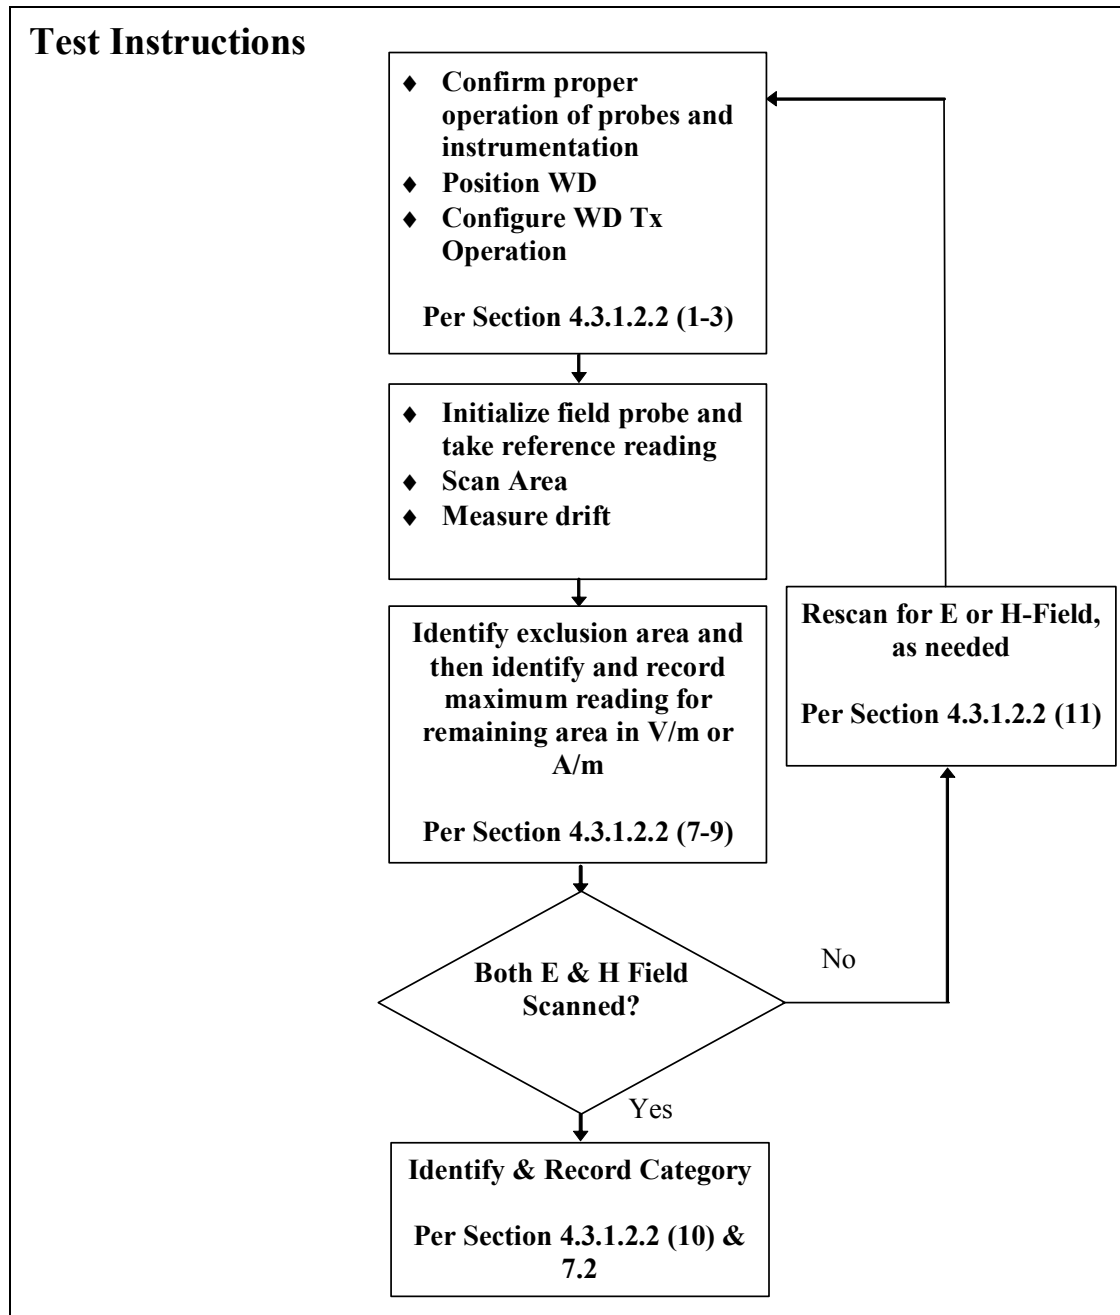 Test Instructions
♦ Confirm proper
operation of probes and
instrumentation
♦ Position WD
♦ Configure WD Tx
Operation
Per Section 4.3.1.2.2 (1-3)
♦ Initialize field probe and
take reference reading
♦ Scan Area
♦ Measure drift
Identify exclusion area and
then identify and record
maximum reading for
remaining area in V/m or
A/m
Per Section 4.3.1.2.2 (7-9)
Rescan for E or H-Field,
as needed
Per Section 4.3.1.2.2 (11)
Both E & H Field
Scanned?
No
Yes
Identify & Record Category
Per Section 4.3.1.2.2 (10) &
7.2